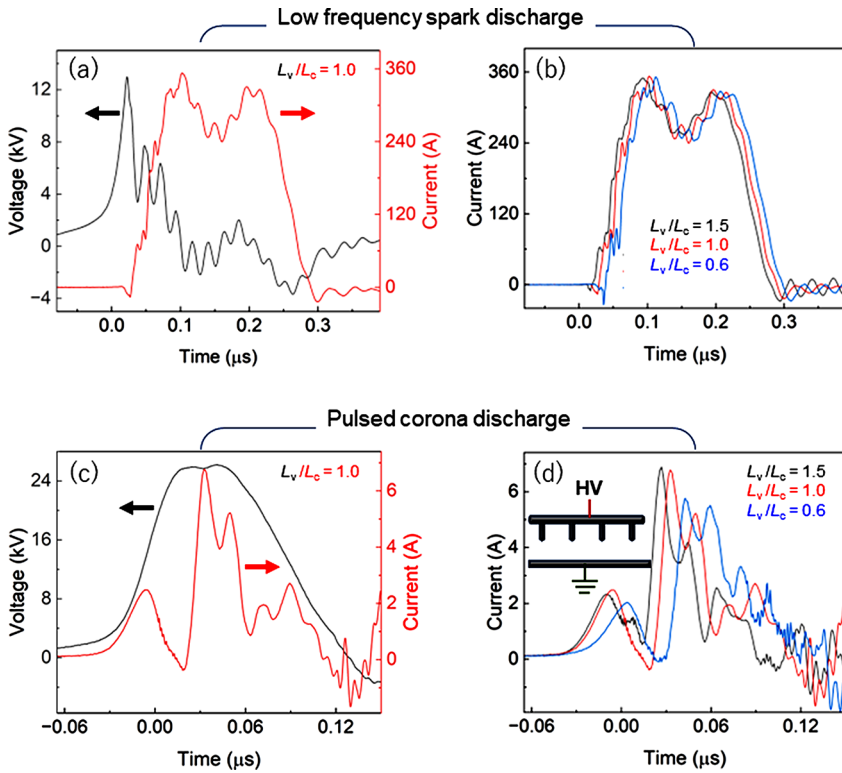 Low frequency spark discharge
(a)
Lv/Lc = 1.0
Voltage (kV)
12
8
4
0
−4
Current (A)
360
240
120
0
0.0 0.1 0.2 0.3
Time (μs)
(b)
Current (A)
360
240
120
0
Lv/Lc = 1.5
Lv/Lc = 1.0
Lv/Lc = 0.6
0.0 0.1 0.2 0.3
Time (μs)
Pulsed corona discharge
(c)
Lv/Lc = 1.0
Voltage (kV)
24
16
8
0
Current (A)
6
4
2
0
−0.06 0.00 0.06 0.12
Time (μs)
(d)
Current (A)
6
4
2
0
HV
Lv/Lc = 1.5
Lv/Lc = 1.0
Lv/Lc = 0.6
−0.06 0.00 0.06 0.12
Time (μs)